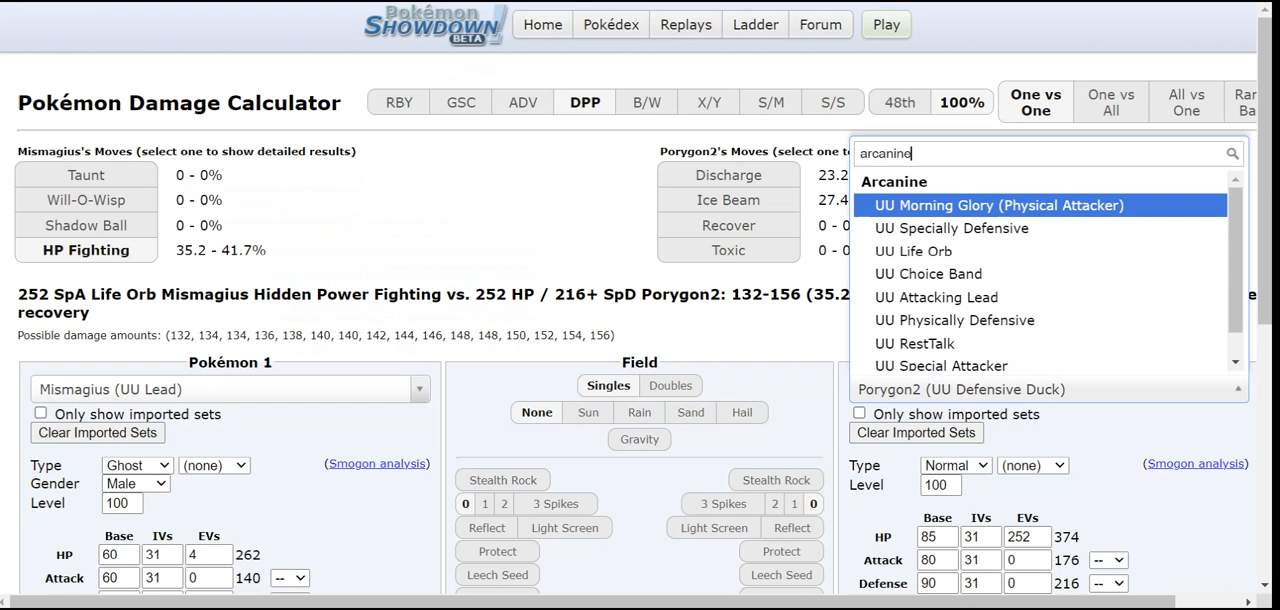 Pokémon SHOWDOWN! BETA
Home Pokédex Replays Ladder Forum Play
Pokémon Damage Calculator
RBY GSC ADV DPP B/W X/Y S/M S/S 48th 100% One vs One One vs All All vs One
Mismagius's Moves (select one to show detailed results)
Taunt 0 - 0%
Will-O-Wisp 0 - 0%
Shadow Ball 0 - 0%
HP Fighting 35.2 - 41.7%
Porygon2's Moves (select one t
Discharge 23.2
Ice Beam 27.4
Recover 0 - 0
Toxic 0 - 0
arcanine
Arcanine
UU Morning Glory (Physical Attacker)
UU Specially Defensive
UU Life Orb
UU Choice Band
UU Attacking Lead
UU Physically Defensive
UU RestTalk
UU Special Attacker
Porygon2 (UU Defensive Duck)
252 SpA Life Orb Mismagius Hidden Power Fighting vs. 252 HP / 216+ SpD Porygon2: 132-156 (35.2
recovery
Possible damage amounts: (132, 134, 134, 136, 138, 140, 140, 142, 144, 146, 148, 148, 150, 152, 154, 156)
Pokémon 1
Mismagius (UU Lead)
Only show imported sets
Clear Imported Sets
Type Ghost (none) (Smogon analysis)
Gender Male
Level 100
Base IVs EVs
HP 60 31 4 262
Attack 60 31 0 140 --
Field
Singles Doubles
None Sun Rain Sand Hail
Gravity
Stealth Rock Stealth Rock
0 1 2 3 Spikes 3 Spikes 2 1 0
Reflect Light Screen Light Screen Reflect
Protect Protect
Leech Seed Leech Seed
Only show imported sets
Clear Imported Sets
Type Normal (none) (Smogon analysis)
Level 100
Base IVs EVs
HP 85 31 252 374
Attack 80 31 0 176 --
Defense 90 31 0 216 --